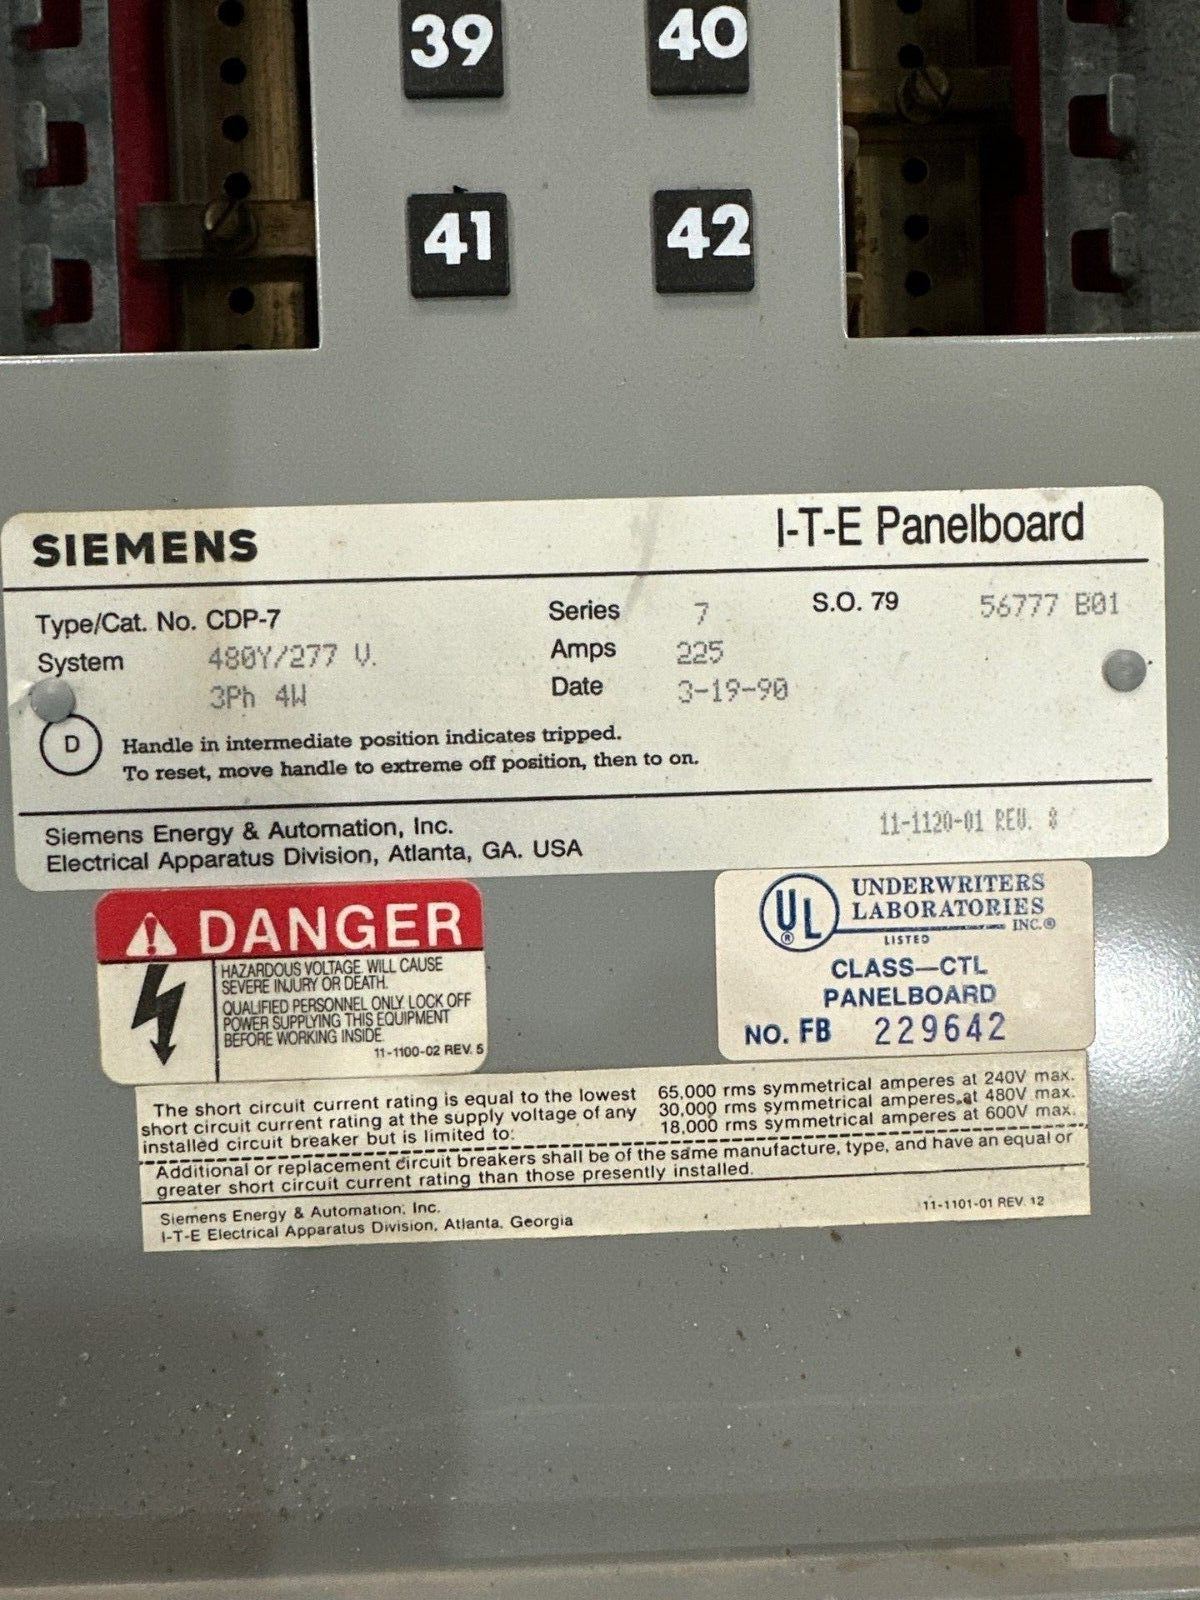 39 40
41 42
SIEMENS I-T-E Panelboard
Type/Cat. No. CDP-7 Series 7 S.O. 79 56777 B01
System 480Y/277 V. Amps 225
3Ph 4W Date 3-19-90
D Handle in intermediate position indicates tripped.
To reset, move handle to extreme off position, then to on.
Siemens Energy & Automation, Inc. 11-1120-01 REV. 8
Electrical Apparatus Division, Atlanta, GA. USA
DANGER
HAZARDOUS VOLTAGE. WILL CAUSE
SEVERE INJURY OR DEATH.
QUALIFIED PERSONNEL ONLY. LOCK OFF
POWER SUPPLYING THIS EQUIPMENT
BEFORE WORKING INSIDE.
11-1100-02 REV. 5
UL® UNDERWRITERS
LABORATORIES
INC.®
LISTED
CLASS—CTL
PANELBOARD
NO. FB 229642
The short circuit current rating is equal to the lowest 65,000 rms symmetrical amperes at 240V max.
short circuit current rating at the supply voltage of any 30,000 rms symmetrical amperes at 480V max.
installed circuit breaker but is limited to: 18,000 rms symmetrical amperes at 600V max.
Additional or replacement circuit breakers shall be of the same manufacture, type, and have an equal or
greater short circuit current rating than those presently installed.
Siemens Energy & Automation, Inc. 11-1101-01 REV. 12
I-T-E Electrical Apparatus Division, Atlanta, Georgia